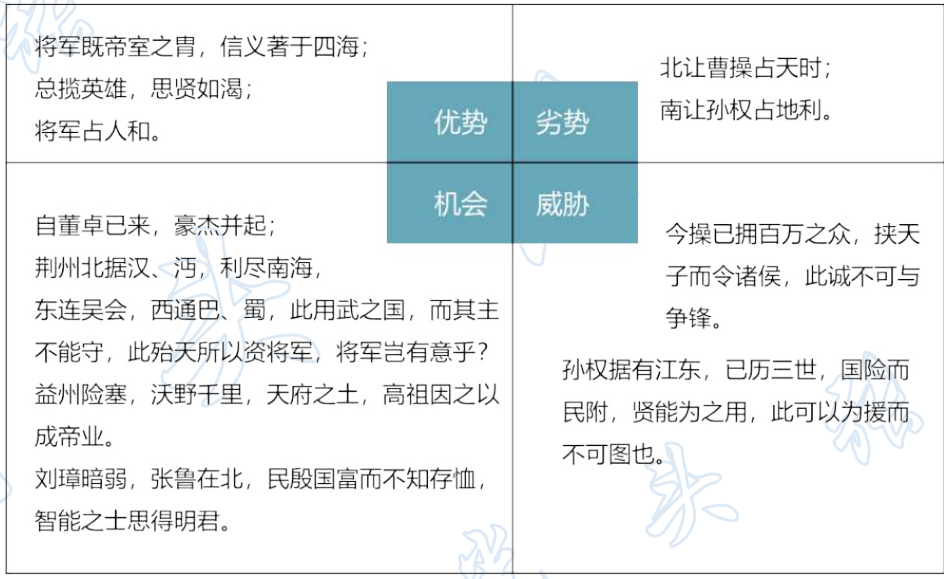 将军既帝室之胄，信义著于四海；
总揽英雄，思贤如渴；
将军占人和。
北让曹操占天时；
南让孙权占地利。
优势
劣势
机会
威胁
自董卓已来，豪杰并起；
荆州北据汉、沔，利尽南海，
东连吴会，西通巴、蜀，此用武之国，而其主
不能守，此殆天所以资将军，将军岂有意乎？
益州险塞，沃野千里，天府之土，高祖因之以
成帝业。
刘璋暗弱，张鲁在北，民殷国富而不知存恤，
智能之士思得明君。
今操已拥百万之众，挟天
子而令诸侯，此诚不可与
争锋。
孙权据有江东，已历三世，国险而
民附，贤能为之用，此可以为援而
不可图也。